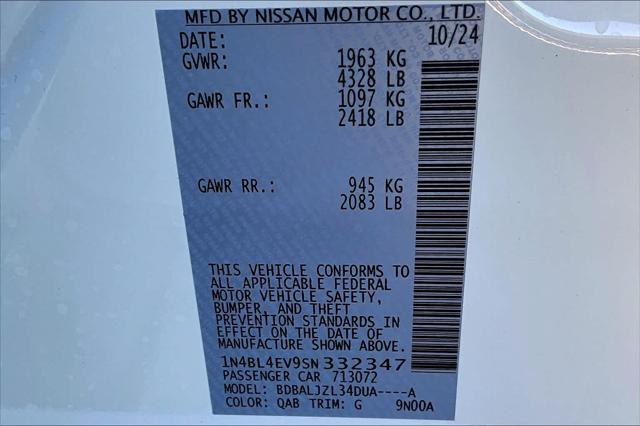 MFD BY NISSAN MOTOR CO., LTD.
DATE: 10/24
GVWR: 1963 KG
4328 LB
GAWR FR.: 1097 KG
2418 LB
GAWR RR.: 945 KG
2083 LB
THIS VEHICLE CONFORMS TO
ALL APPLICABLE FEDERAL
MOTOR VEHICLE SAFETY,
BUMPER, AND THEFT
PREVENTION STANDARDS IN
EFFECT ON THE DATE OF
MANUFACTURE SHOWN ABOVE.
1N4BL4EV9SN332347
PASSENGER CAR 713072
MODEL: BDBALJZL34DUA----A
COLOR: QAB TRIM: G 9N00A